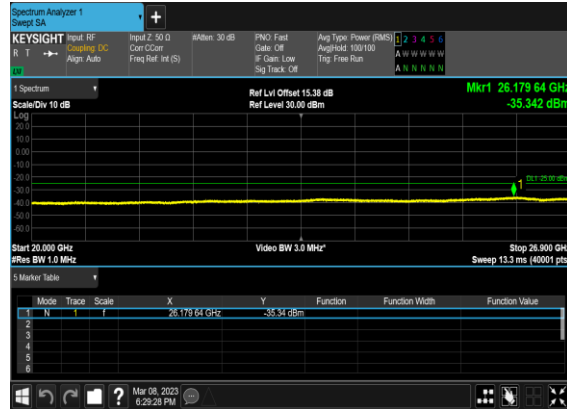 Spectrum Analyzer 1
Swept SA
KEYSIGHT Input: RF Input Z: 50 Ω #Atten: 30 dB PNO: Fast Avg Type: Power (RMS) 1 2 3 4 5 6
R T Coupling: DC Corr CCorr Gate: Off Avg|Hold: 100/100 A W W W W W
Align: Auto Freq Ref: Int (S) IF Gain: Low Trig: Free Run
Sig Track: Off A N N N N N
1 Spectrum Ref Lvl Offset 15.38 dB Mkr1 26.179 64 GHz
Scale/Div 10 dB Ref Level 30.00 dBm -35.342 dBm
Log
20.0
10.0
0.00
-10.0
-20.0
1 DL1 -25.00 dBm
-30.0
-40.0
-50.0
-60.0
Start 20.000 GHz Video BW 3.0 MHz* Stop 26.900 GHz
#Res BW 1.0 MHz Sweep 13.3 ms (40001 pts
5 Marker Table
Mode Trace Scale X Y Function Function Width Function Value
1 N 1 f 26.179 64 GHz -35.34 dBm
2
3
4
5
6
? Mar 08, 2023
6:29:28 PM